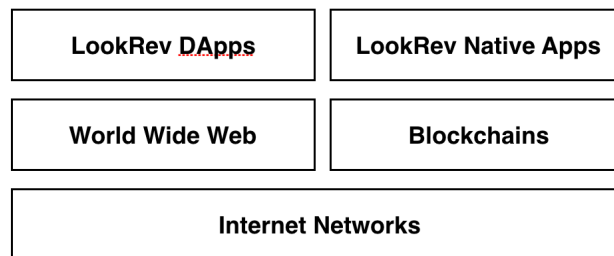 LookRev DApps
LookRev Native Apps
World Wide Web
Blockchains
Internet Networks